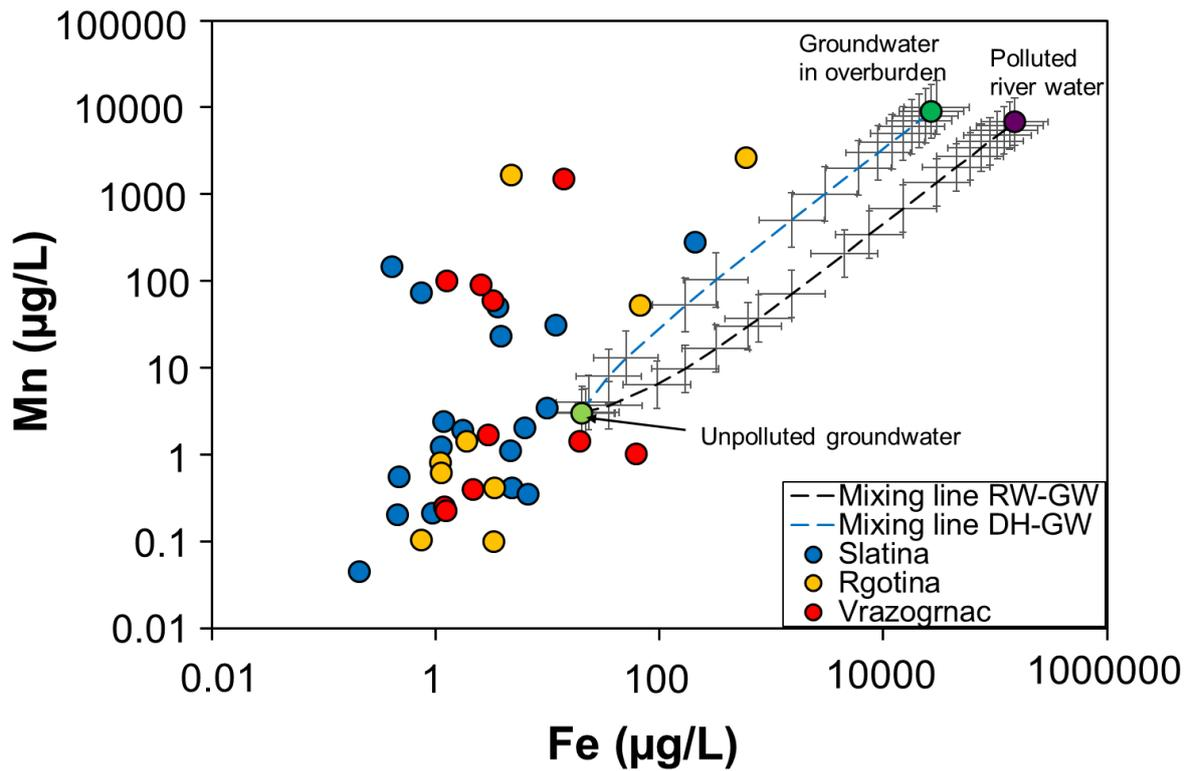 100000
10000
1000
100
10
1
0.1
0.01
Mn (µg/L)
Groundwater
in overburden
Polluted
river water
Unpolluted groundwater
Mixing line RW-GW
Mixing line DH-GW
Slatina
Rgotina
Vrazogrnac
0.01
1
100
10000
1000000
Fe (µg/L)